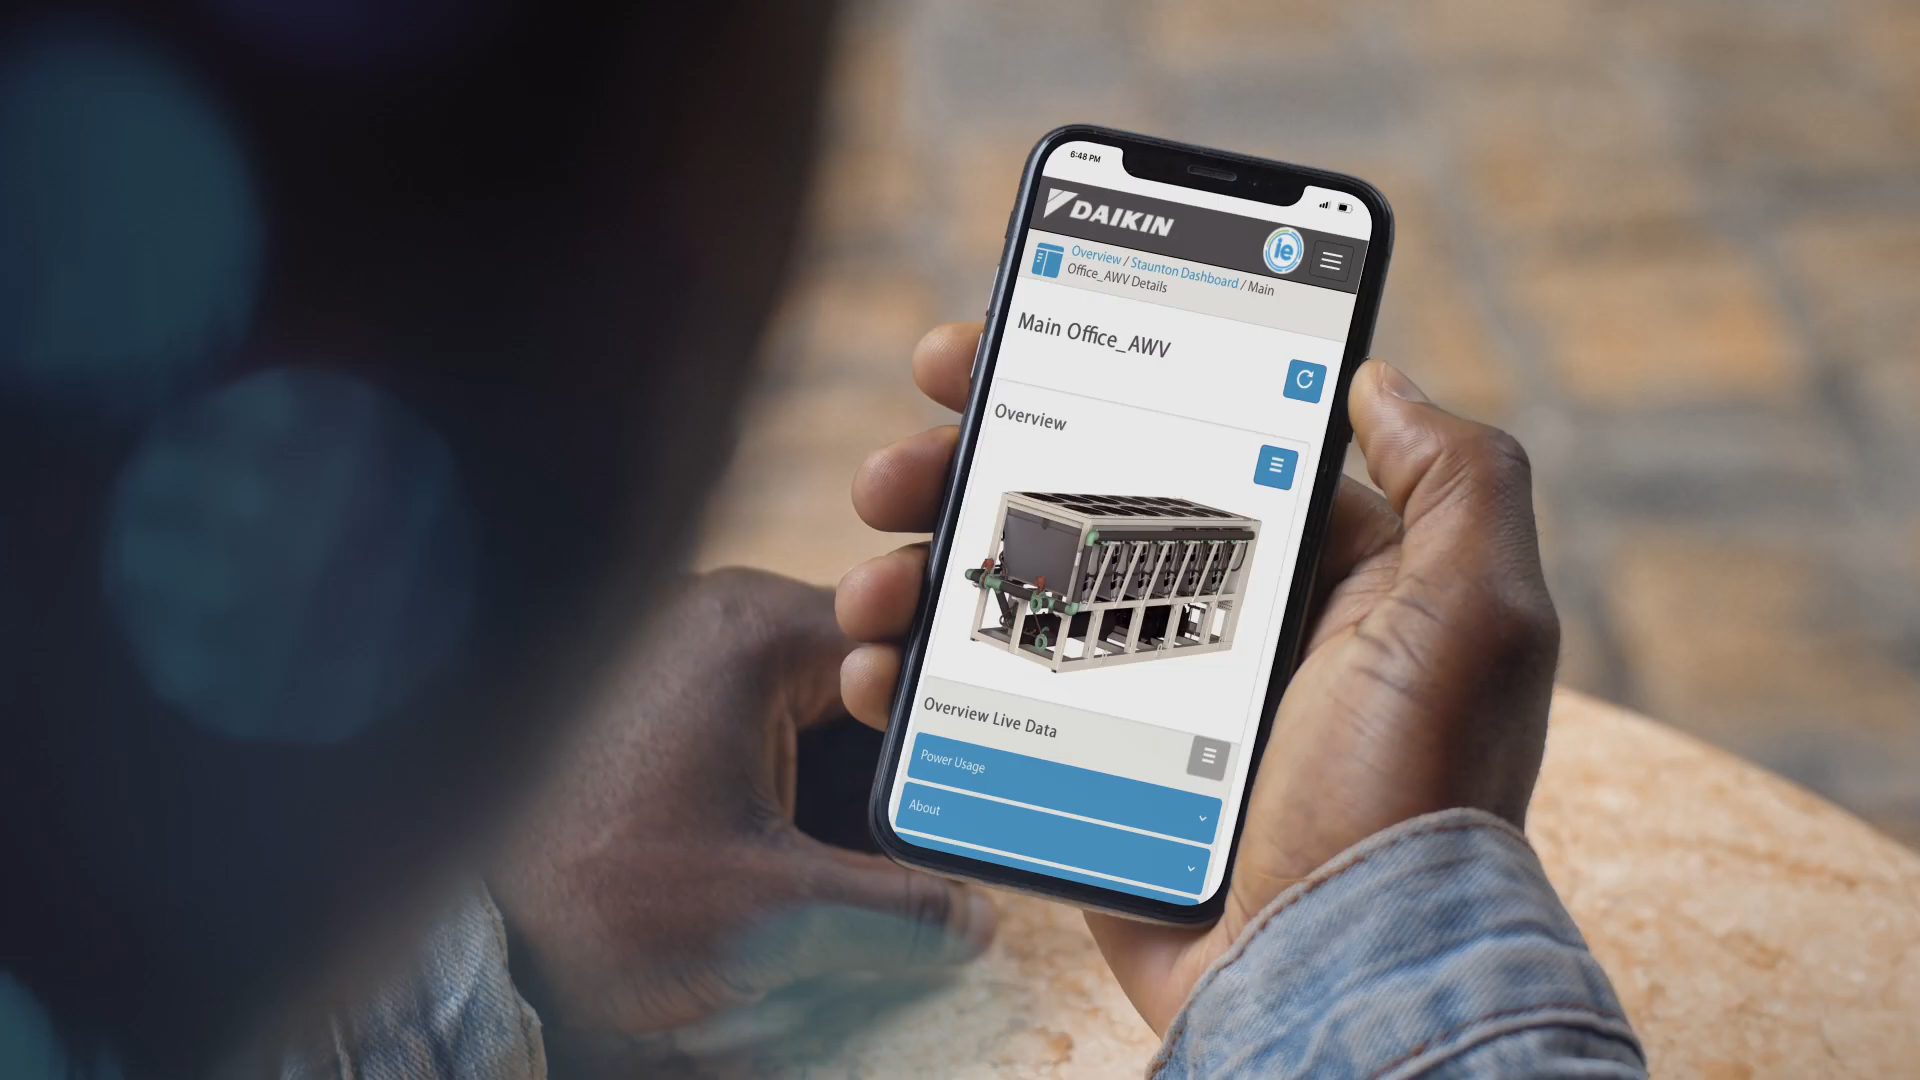 6:48 PM
DAIKIN
ie
Overview / Staunton Dashboard / Main
Office_AWV Details
Main Office_AWV
Overview
Overview Live Data
Power Usage
About